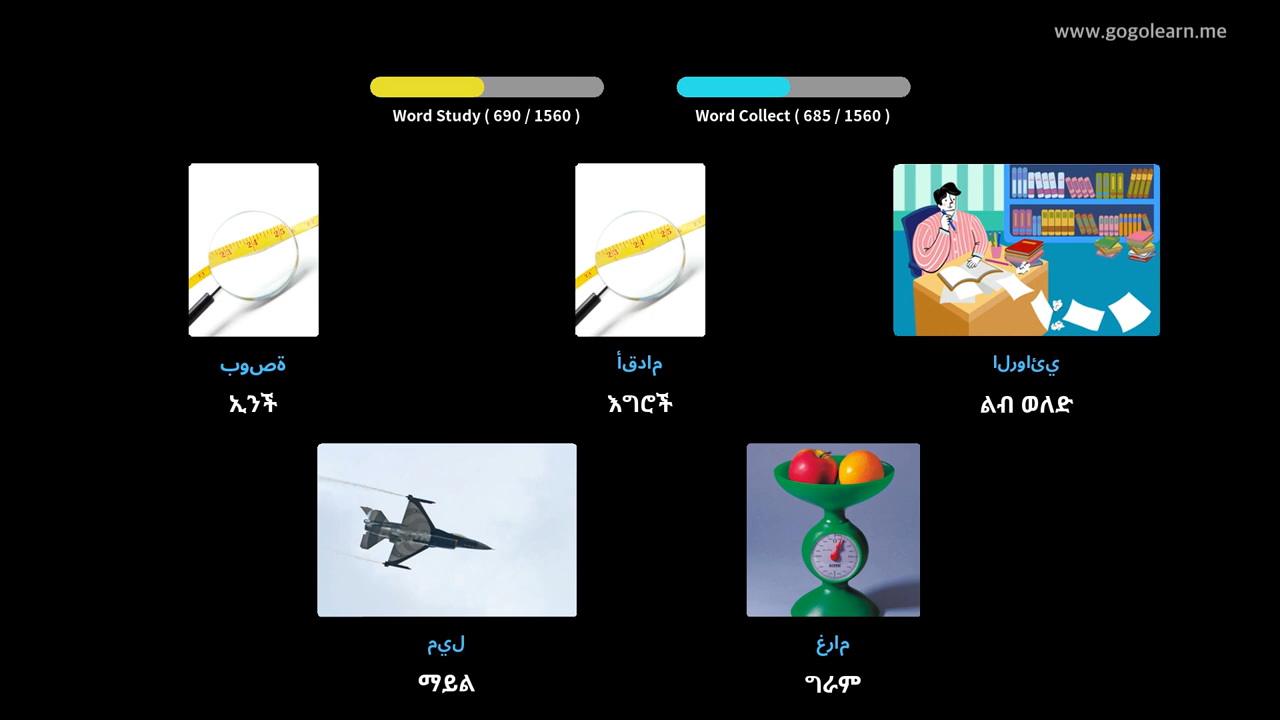 www.gogolearn.me
Word Study ( 690 / 1560 )
Word Collect ( 685 / 1560 )
بوصة
ኢንች
أقدام
እግሮች
الروائي
ልብ ወለድ
ميل
ማይል
غرام
ግራም